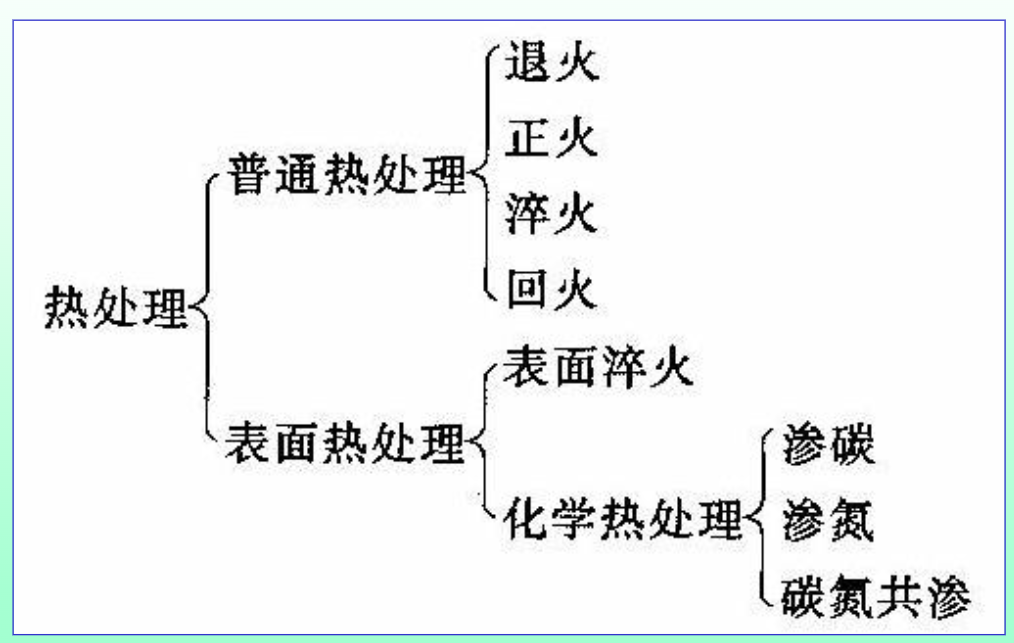 退火
正火
普通热处理
淬火
回火
热处理
表面淬火
表面热处理
渗碳
化学热处理
渗氮
碳氮共渗